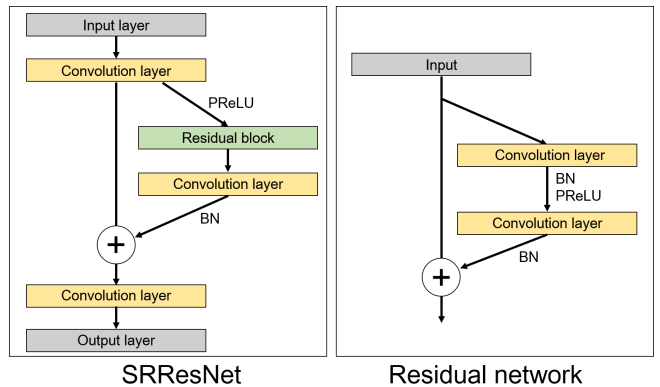 Input layer
Convolution layer
PReLU
Residual block
Convolution layer
BN
+
Convolution layer
Output layer
SRResNet
Input
Convolution layer
BN
PReLU
Convolution layer
BN
+
Residual network